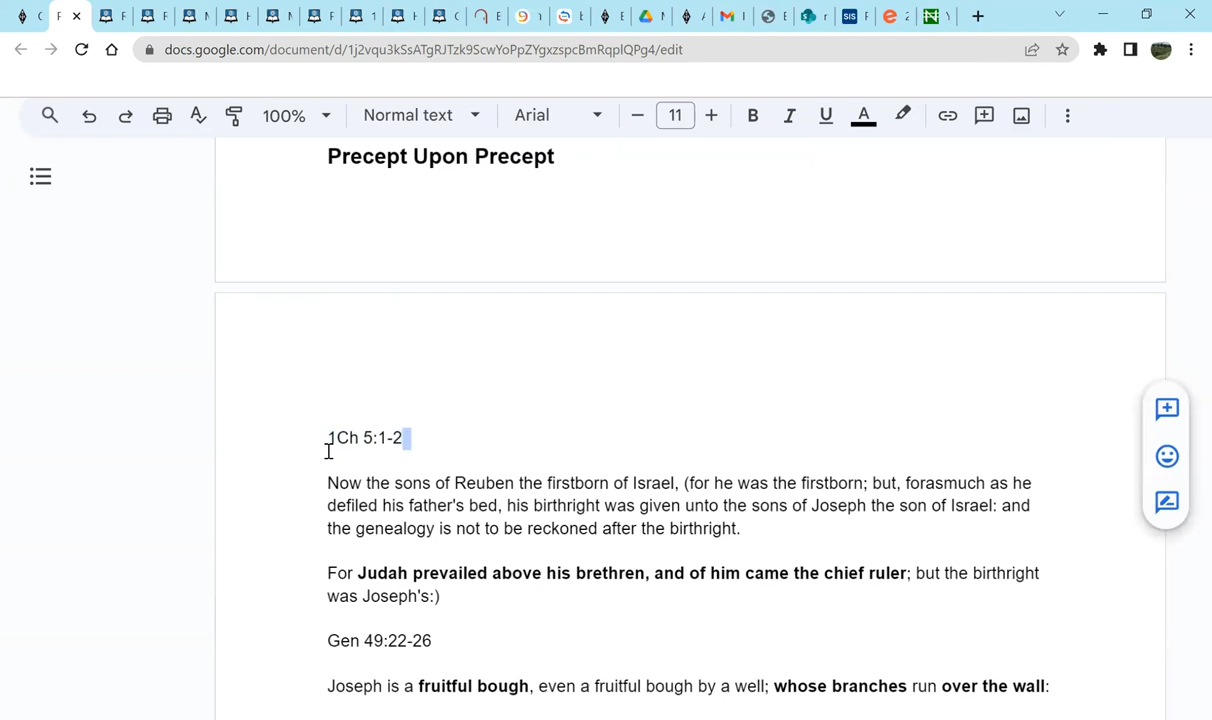 docs.google.com/document/d/1j2vqu3kSsATgRJTzk9ScwYoPpZYgxzspcBmRqplQPg4/edit
100% Normal text Arial 11 B I U A
Precept Upon Precept
1Ch 5:1-2
Now the sons of Reuben the firstborn of Israel, (for he was the firstborn; but, forasmuch as he
defiled his father's bed, his birthright was given unto the sons of Joseph the son of Israel: and
the genealogy is not to be reckoned after the birthright.
For Judah prevailed above his brethren, and of him came the chief ruler; but the birthright
was Joseph's:)
Gen 49:22-26
Joseph is a fruitful bough, even a fruitful bough by a well; whose branches run over the wall: